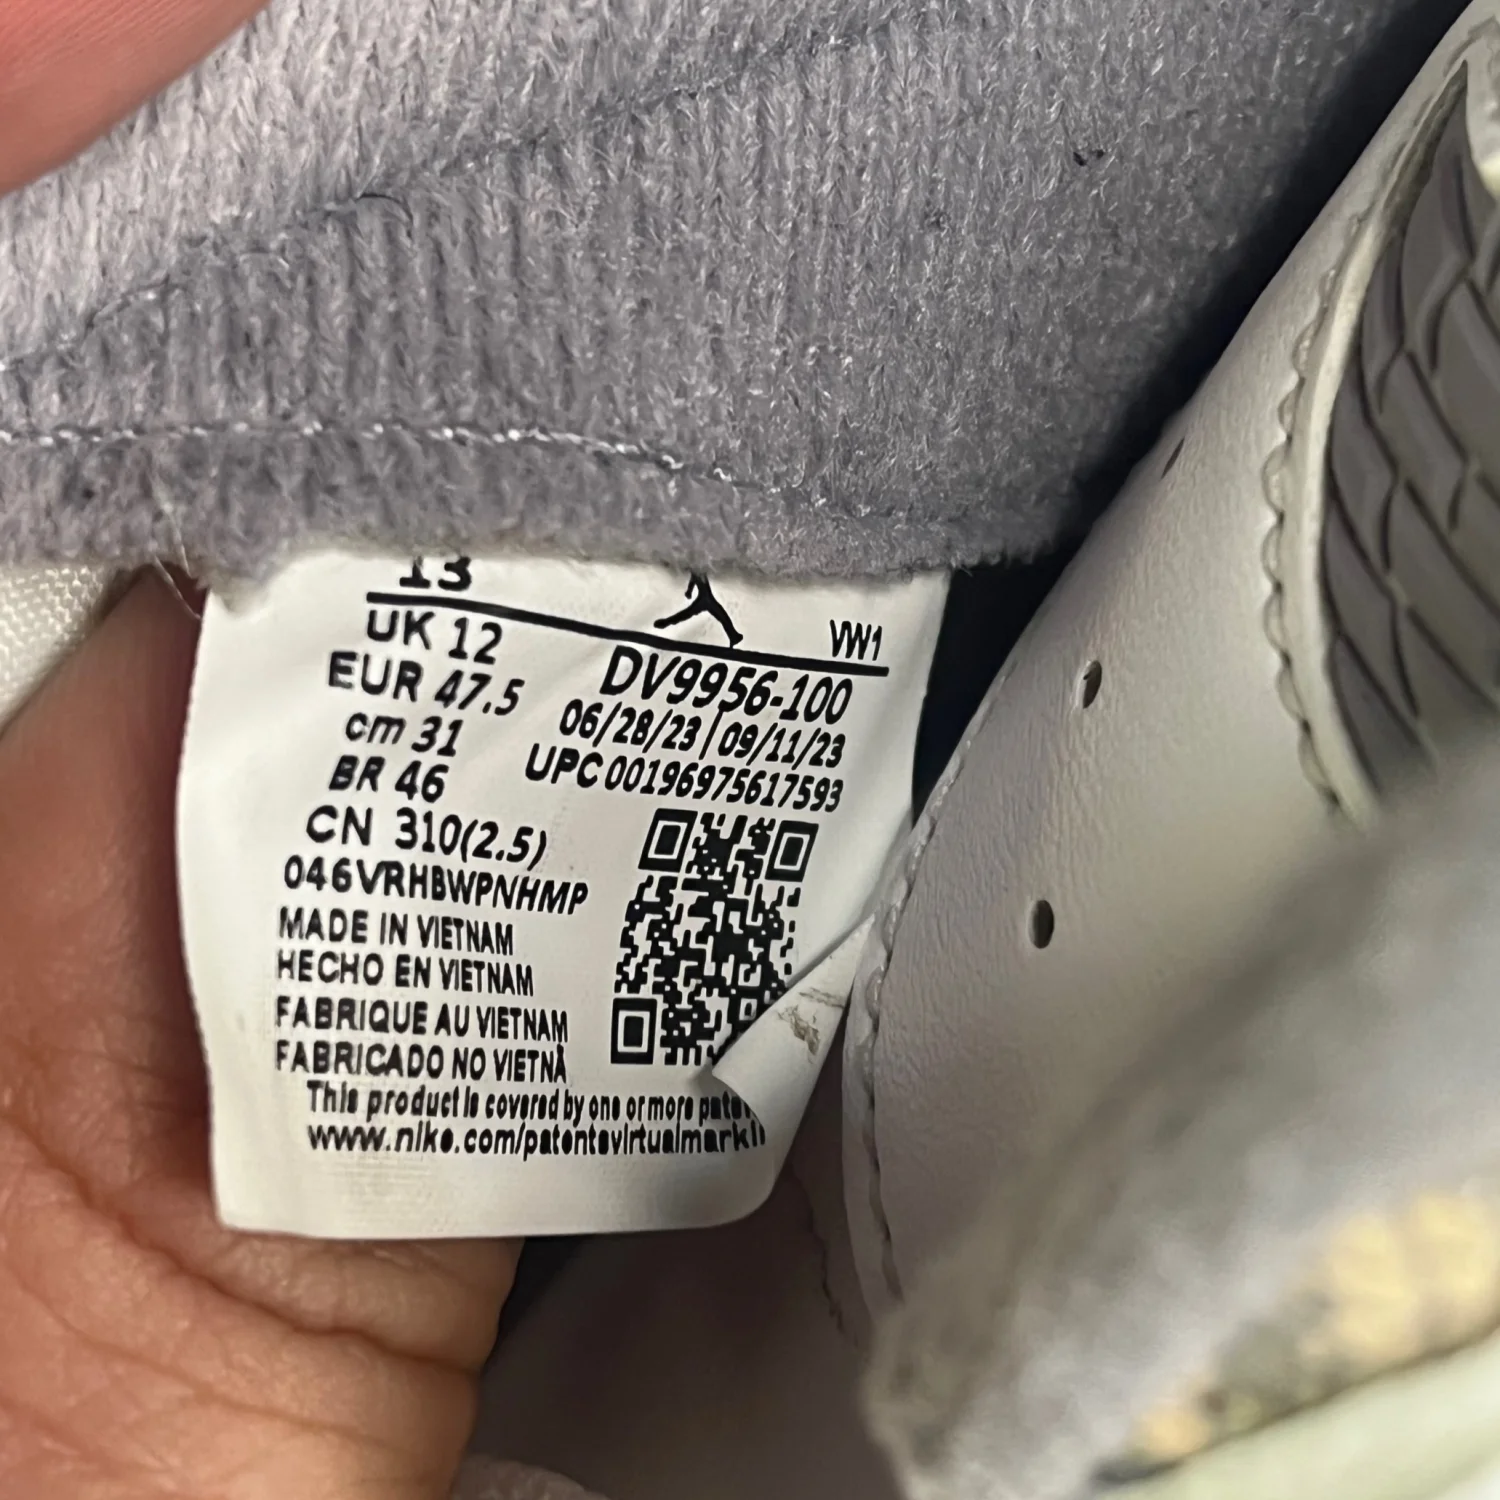 13
VW1
UK 12
DV9956-100
EUR 47.5
06/28/23 | 09/11/23
cm 31
UPC 00196975617593
BR 46
CN 310(2.5)
046VRHBWPNHMP
MADE IN VIETNAM
HECHO EN VIETNAM
FABRIQUE AU VIETNAM
FABRICADO NO VIETNÃ
This product is covered by one or more
www.nike.com/patentsvirtualmarki